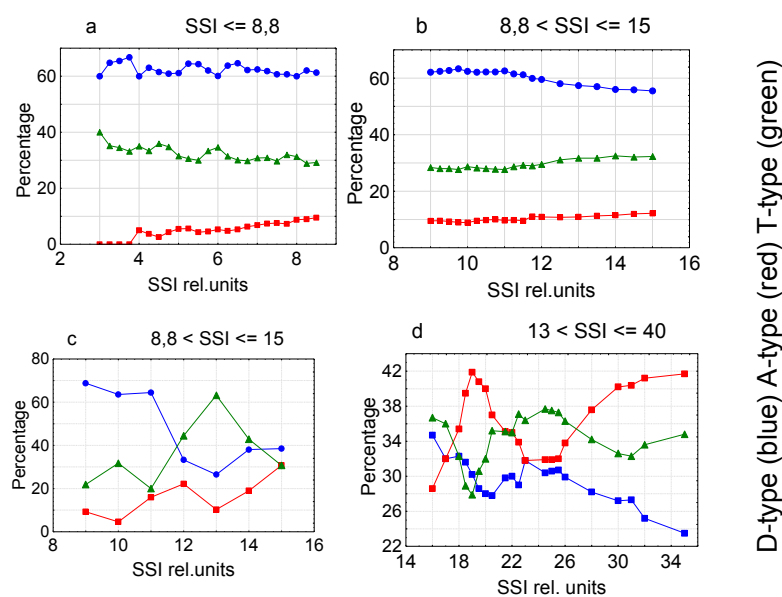 a SSI <= 8,8
60
40
20
0
2 4 6 8
Percentage
SSI rel.units
b 8,8 < SSI <= 15
60
40
20
0
8 10 12 14 16
Percentage
SSI rel.units
c 8,8 < SSI <= 15
80
60
40
20
0
8 10 12 14 16
Percentage
SSI rel.units
d 13 < SSI <= 40
42
38
34
30
26
22
14 18 22 26 30 34
Percentage
SSI rel. units
D-type (blue) A-type (red) T-type (green)